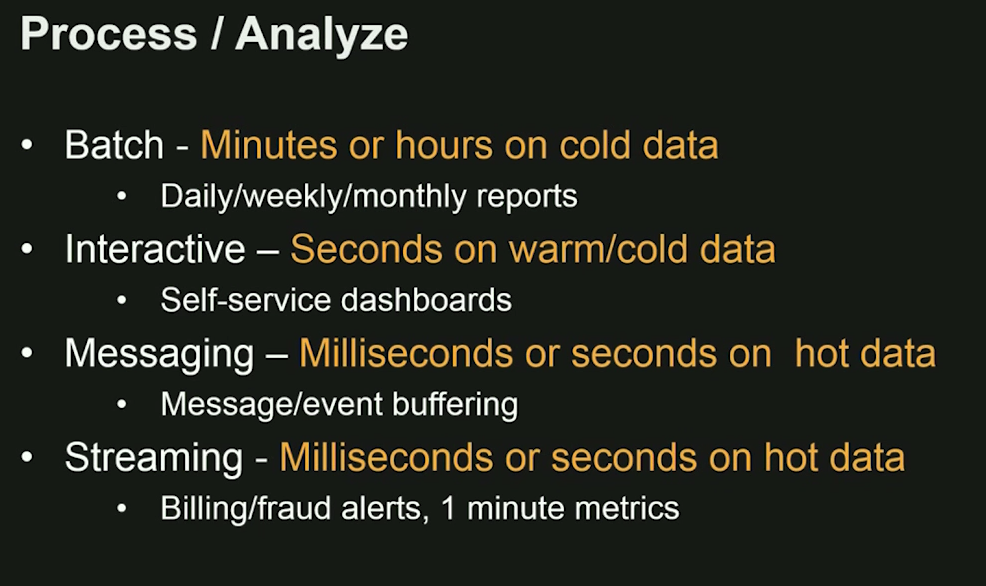 Process / Analyze
• Batch - Minutes or hours on cold data
• Daily/weekly/monthly reports
• Interactive – Seconds on warm/cold data
• Self-service dashboards
• Messaging – Milliseconds or seconds on  hot data
• Message/event buffering
• Streaming - Milliseconds or seconds on hot data
• Billing/fraud alerts, 1 minute metrics